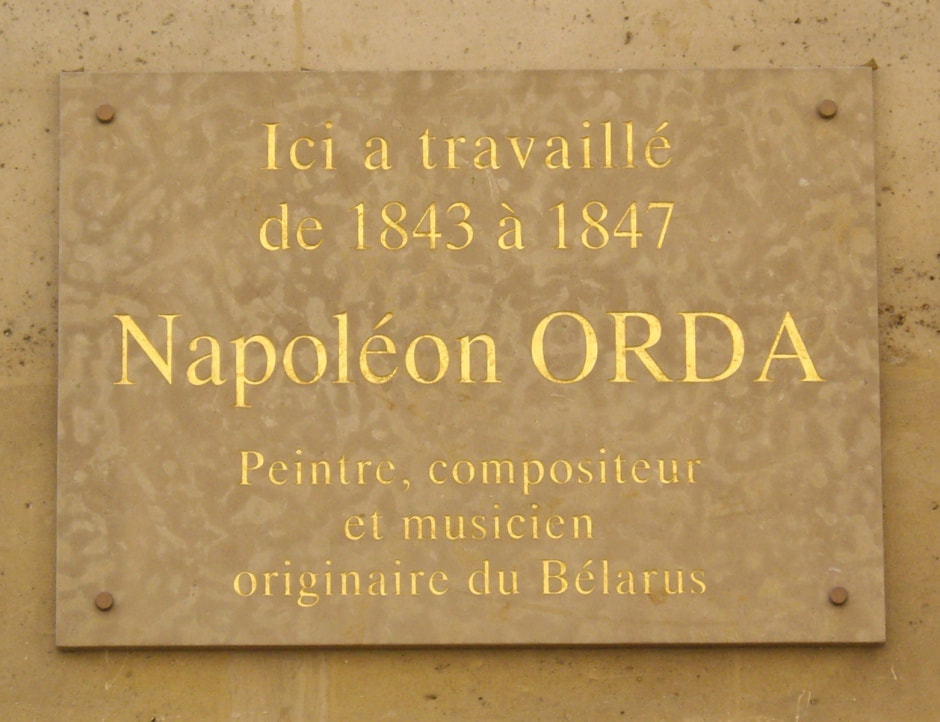 Ici a travaillé
de 1843 à 1847
Napoléon ORDA
Peintre, compositeur
et musicien
originaire du Bélarus